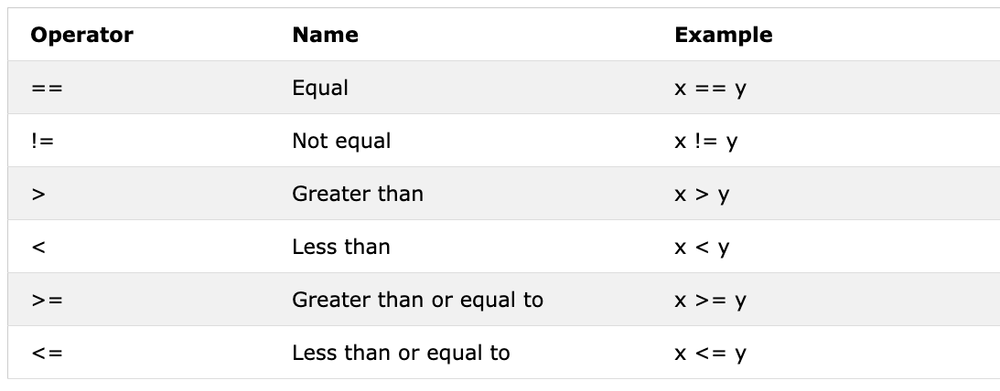 Operator Name Example
== Equal x == y
!= Not equal x != y
> Greater than x > y
< Less than x < y
>= Greater than or equal to x >= y
<= Less than or equal to x <= y